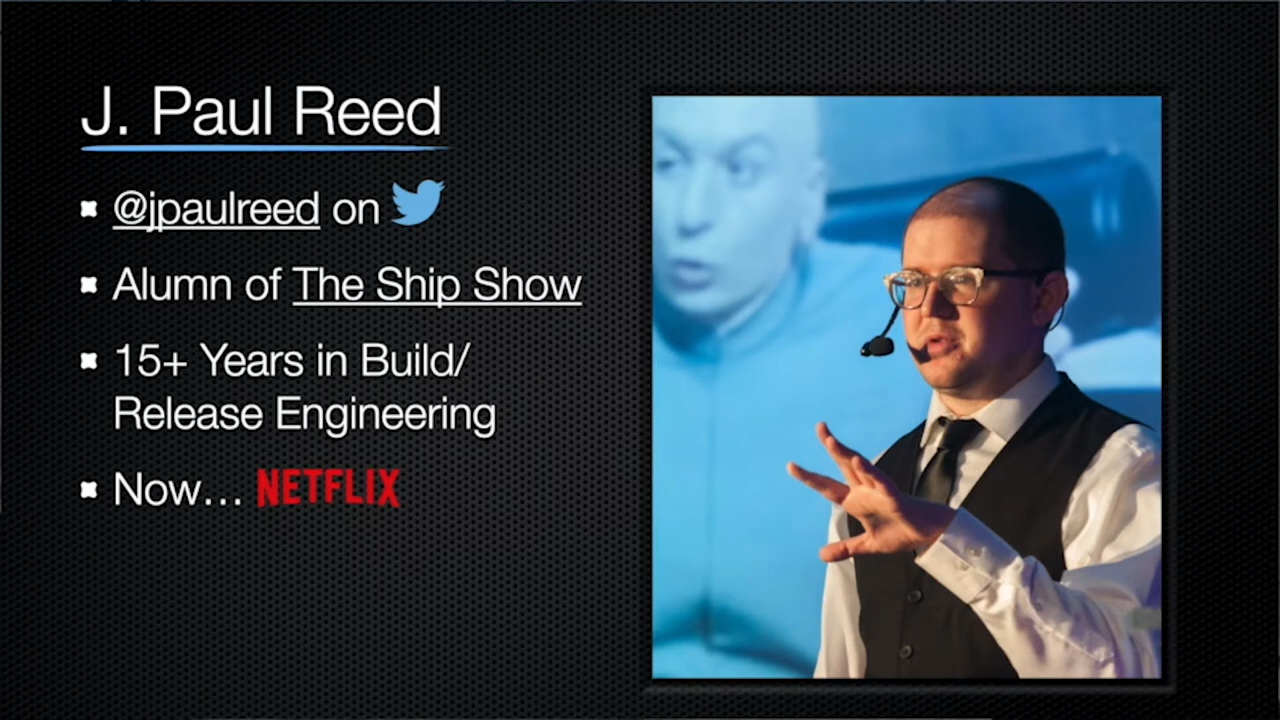 J. Paul Reed
@jpaulreed on
Alumn of The Ship Show
15+ Years in Build/
Release Engineering
Now... NETFLIX